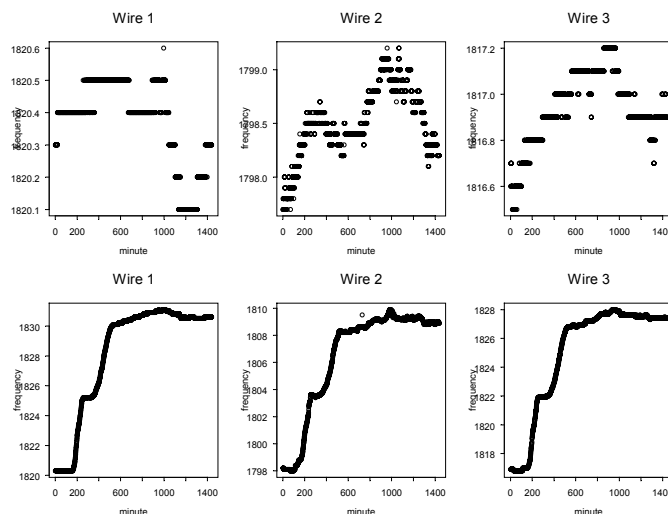 Wire 1
1820.6
1820.5
1820.4
1820.3
1820.2
1820.1
frequency
0 200 600 1000 1400
minute
Wire 2
1799.0
1798.5
1798.0
frequency
0 200 600 1000 1400
minute
Wire 3
1817.2
1817.0
1816.8
1816.6
frequency
0 200 600 1000 1400
minute
Wire 1
1830
1828
1826
1824
1822
1820
frequency
0 200 600 1000 1400
minute
Wire 2
1810
1808
1806
1804
1802
1800
1798
frequency
0 200 600 1000 1400
minute
Wire 3
1828
1826
1824
1822
1820
1818
frequency
0 200 600 1000 1400
minute